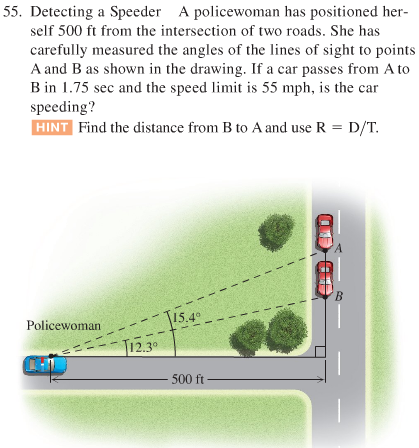 55. Detecting a Speeder A policewoman has positioned her-
self 500 ft from the intersection of two roads. She has
carefully measured the angles of the lines of sight to points
A and B as shown in the drawing. If a car passes from A to
B in 1.75 sec and the speed limit is 55 mph, is the car
speeding?
HINT Find the distance from B to A and use R = D/T.
A
B
15.4°
Policewoman
12.3°
500 ft